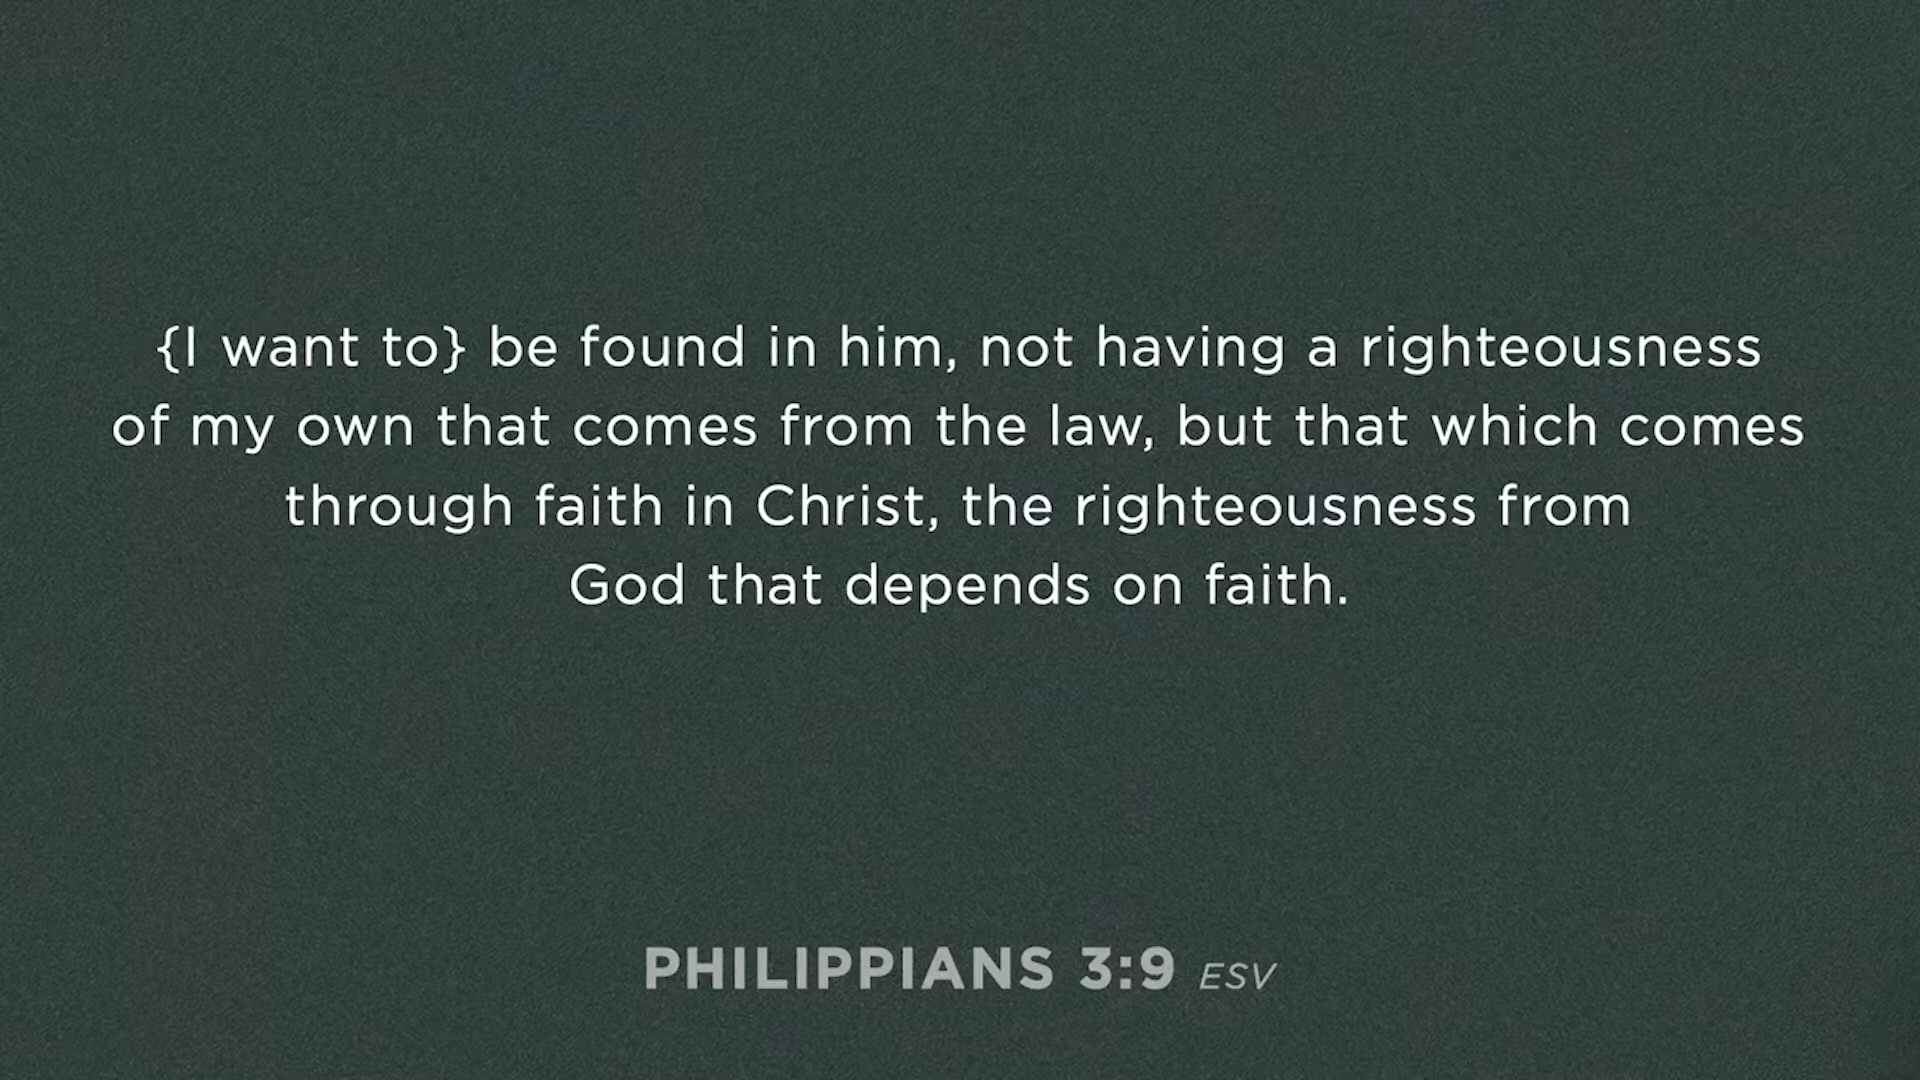 {I want to} be found in him, not having a righteousness
of my own that comes from the law, but that which comes
through faith in Christ, the righteousness from
God that depends on faith.
PHILIPPIANS 3:9 ESV